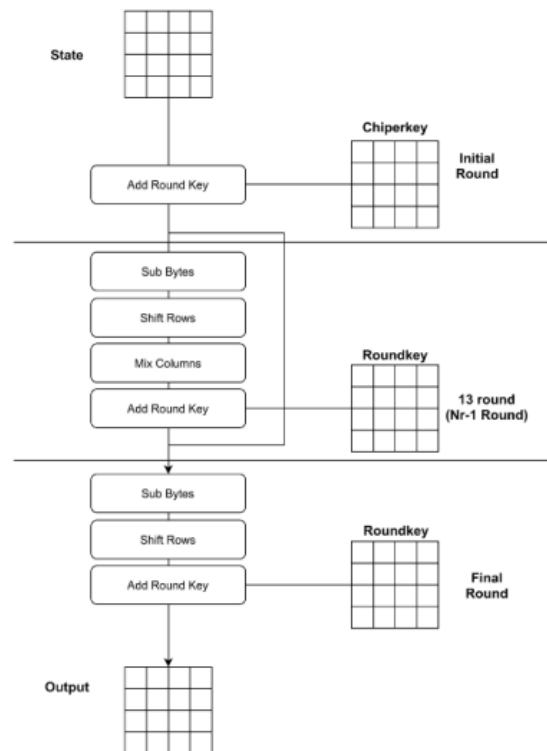 State
Chiperkey
Initial
Round
Add Round Key
Sub Bytes
Shift Rows
Mix Columns
Add Round Key
Roundkey
13 round
(Nr-1 Round)
Sub Bytes
Shift Rows
Add Round Key
Roundkey
Final
Round
Output